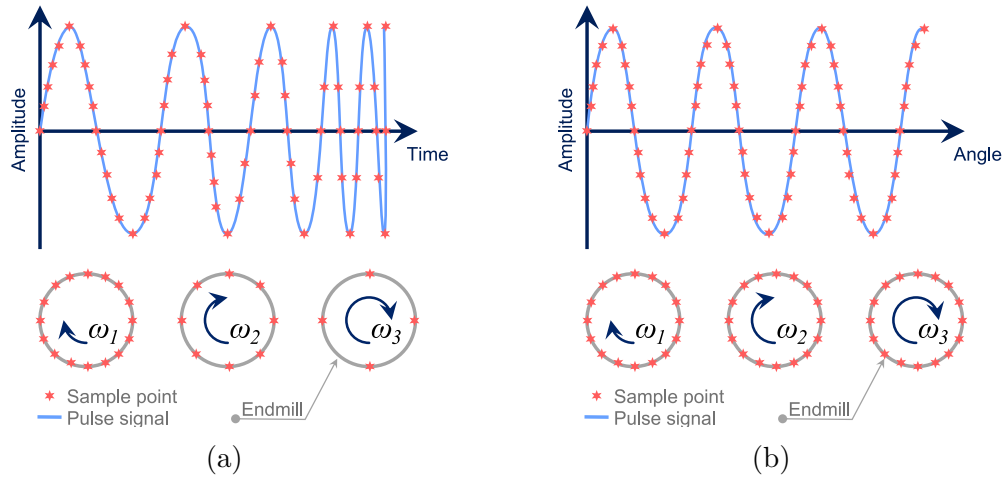 Amplitude
Time
ω1
ω2
ω3
Sample point
Pulse signal
Endmill
(a)
Amplitude
Angle
ω1
ω2
ω3
Sample point
Pulse signal
Endmill
(b)